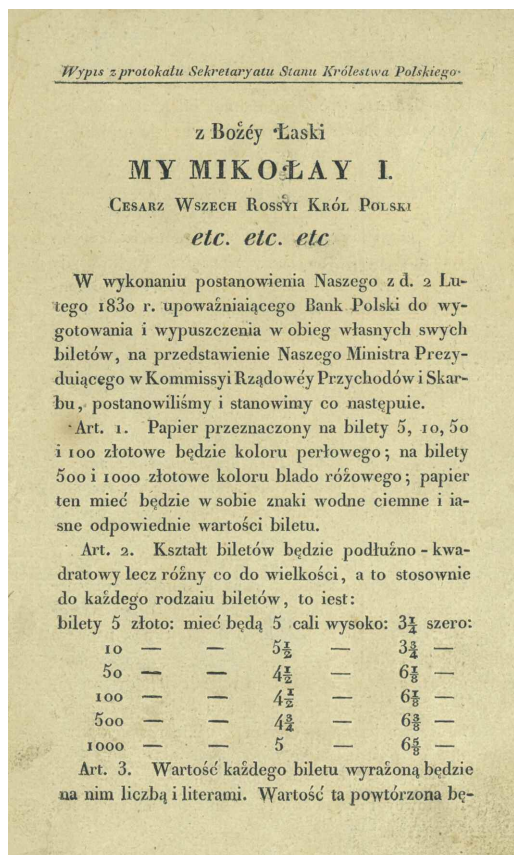 Wypis z protokału Sekretaryatu Stanu Królestwa Polskiego·
z Bożéy Łaski
MY MIKOŁAY I.
Cesarz Wszech Rossyi Król Polski
etc. etc. etc
W wykonaniu postanowienia Naszego z d. 2 Lu-
tego 1830 r. upoważniaiącego Bank Polski do wy-
gotowania i wypuszczenia w obieg własnych swych
biletów, na przedstawienie Naszego Ministra Prezy-
duiącego w Kommissyi Rządowéy Przychodów i Skar-
bu, postanowiliśmy i stanowimy co następuie.
Art. 1. Papier przeznaczony na bilety 5, 10, 50
i 100 złotowe będzie koloru perłowego; na bilety
500 i 1000 złotowe koloru blado różowego; papier
ten mieć będzie w sobie znaki wodne ciemne i ia-
sne odpowiednie wartości biletu.
Art. 2. Kształt biletów będzie podłużno-kwa-
dratowy lecz różny co do wielkości, a to stosownie
do każdego rodzaiu biletów, to iest:
bilety 5 złoto: mieć będą 5 cali wysoko: 3¼ szero:
10 — — 5½ — 3¾ —
50 — — 4½ — 6⅛ —
100 — — 4½ — 6⅛ —
500 — — 4¾ — 6⅜ —
1000 — — 5 — 6⅝ —
Art. 3. Wartość każdego biletu wyrażoną będzie
na nim liczbą i literami. Wartość ta powtórzona bę-